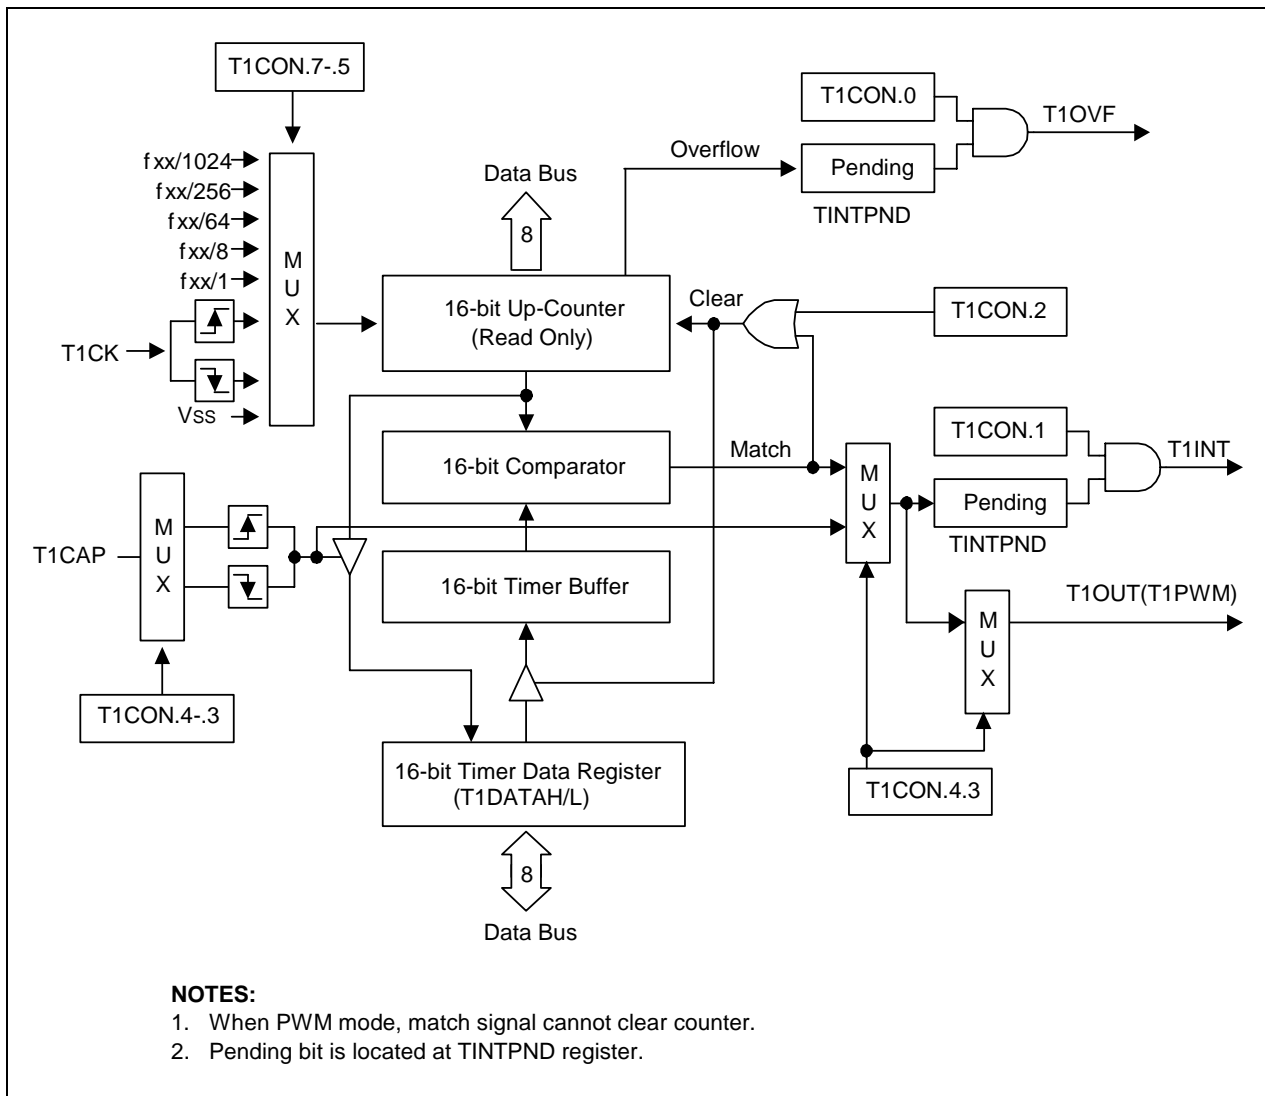 T1CON.7-.5
fxx/1024
fxx/256
fxx/64
fxx/8
fxx/1
T1CK
VSS
M
U
X
Data Bus
8
16-bit Up-Counter
(Read Only)
Overflow
T1CON.0
Pending
TINTPND
T1OVF
Clear
T1CON.2
16-bit Comparator
Match
M
U
X
T1CON.1
Pending
TINTPND
T1INT
T1CAP
M
U
X
T1CON.4-.3
16-bit Timer Buffer
M
U
X
T1OUT(T1PWM)
16-bit Timer Data Register
(T1DATAH/L)
T1CON.4.3
8
Data Bus
NOTES:
1. When PWM mode, match signal cannot clear counter.
2. Pending bit is located at TINTPND register.